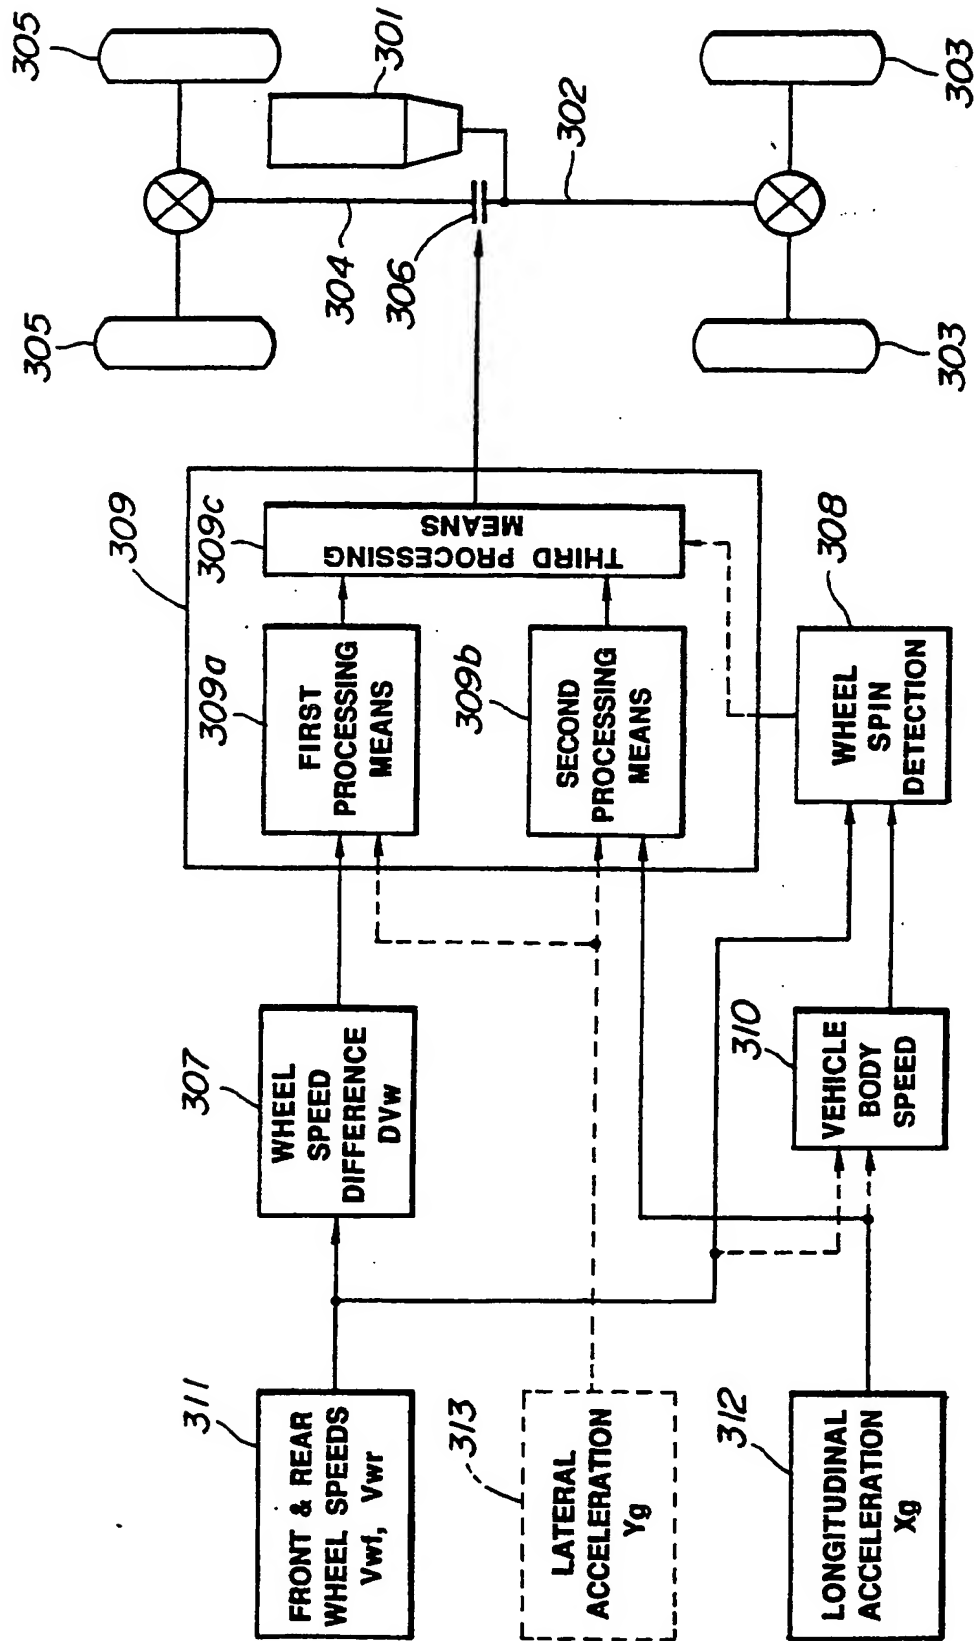 311
FRONT & REAR
WHEEL SPEEDS
Vwf, Vwr
313
LATERAL
ACCELERATION
Yg
312
LONGITUDINAL
ACCELERATION
Xg
307
WHEEL
SPEED
DIFFERENCE
DVw
310
VEHICLE
BODY
SPEED
309
309a
FIRST
PROCESSING
MEANS
309b
SECOND
PROCESSING
MEANS
309c
THIRD PROCESSING
MEANS
308
WHEEL
SPIN
DETECTION
305
305
301
304
306
302
303
303